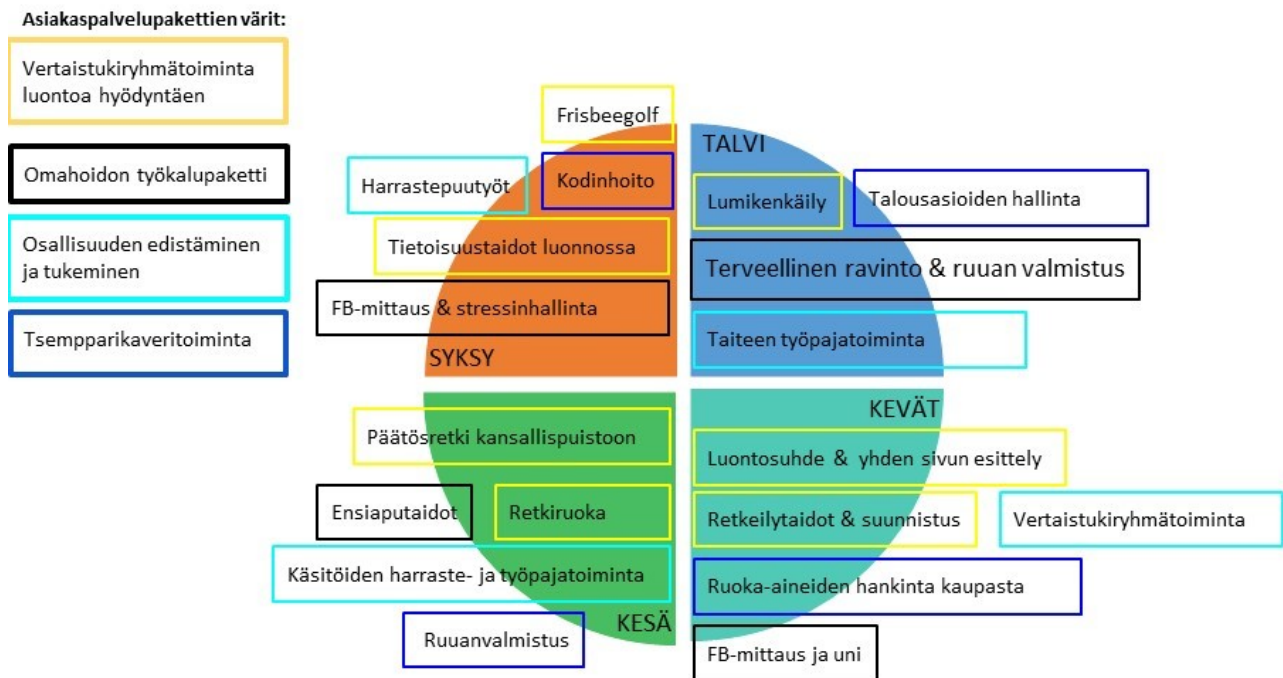 Asiakaspalvelupakettien värit:
Vertaistukiryhmätoiminta
luontoa hyödyntäen
Omahoidon työkalupaketti
Osallisuuden edistäminen
ja tukeminen
Tsempparikaveritoiminta
Frisbeegolf
Harrastepuutyöt
Kodinhoito
Tietoisuustaidot luonnossa
FB-mittaus & stressinhallinta
SYKSY
TALVI
Lumikenkäily
Talousasioiden hallinta
Terveellinen ravinto & ruuan valmistus
Taiteen työpajatoiminta
Päätösretki kansallispuistoon
Ensiaputaidot
Retkiruoka
Käsitöiden harraste- ja työpajatoiminta
KESÄ
Ruuanvalmistus
KEVÄT
Luontosuhde & yhden sivun esittely
Retkeilytaidot & suunnistus
Vertaistukiryhmätoiminta
Ruoka-aineiden hankinta kaupasta
FB-mittaus ja uni